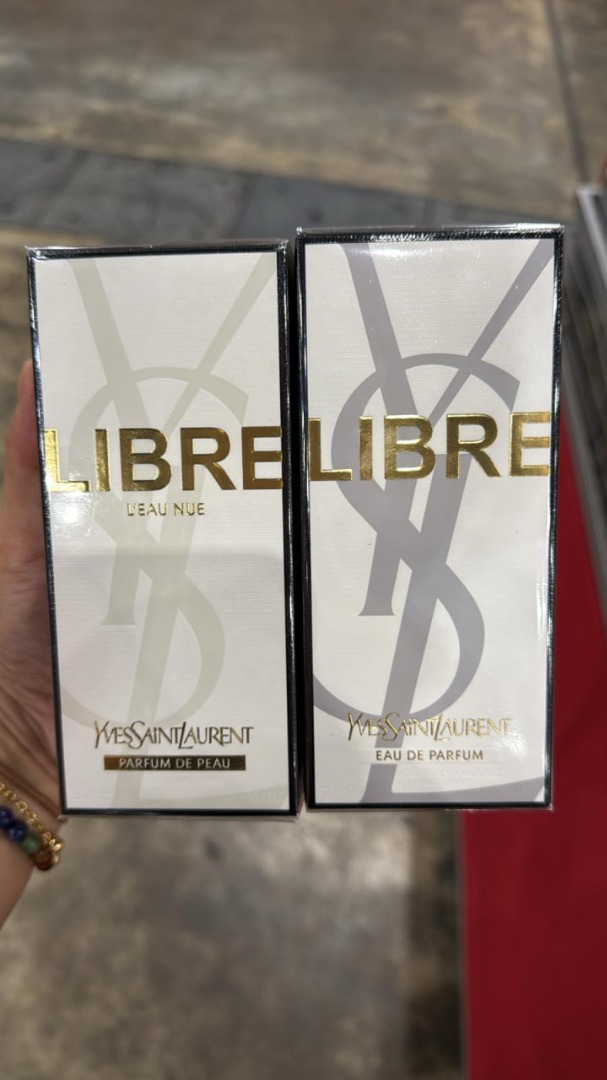 LIBRE
L'EAU NUE
YVESSAINTLAURENT
PARFUM DE PEAU
LIBRE
YVESSAINTLAURENT
EAU DE PARFUM